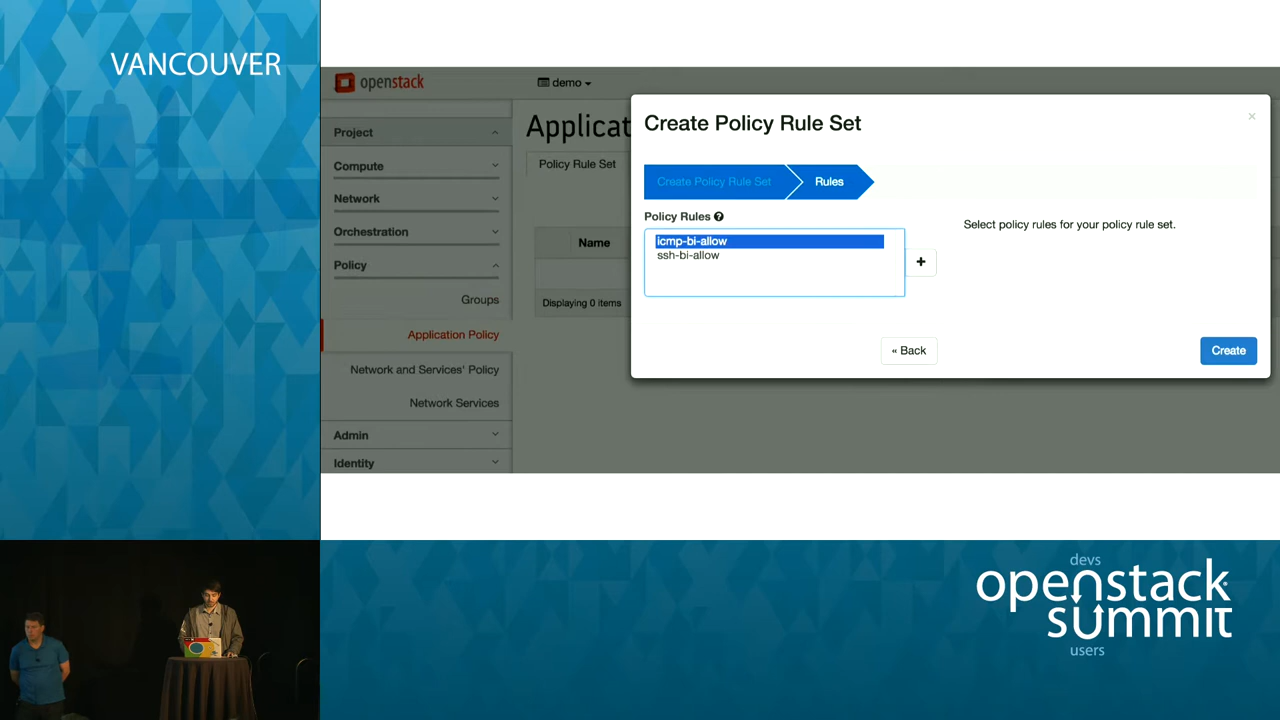 VANCOUVER
openstack
demo
Project
Compute
Network
Orchestration
Policy
Groups
Application Policy
Network and Services' Policy
Network Services
Admin
Identity
Applicat
Policy Rule Set
Name
Displaying 0 items
Create Policy Rule Set
×
Create Policy Rule Set
Rules
Policy Rules
icmp-bi-allow
ssh-bi-allow
+
Select policy rules for your policy rule set.
« Back
Create
devs
openstack
summit
users